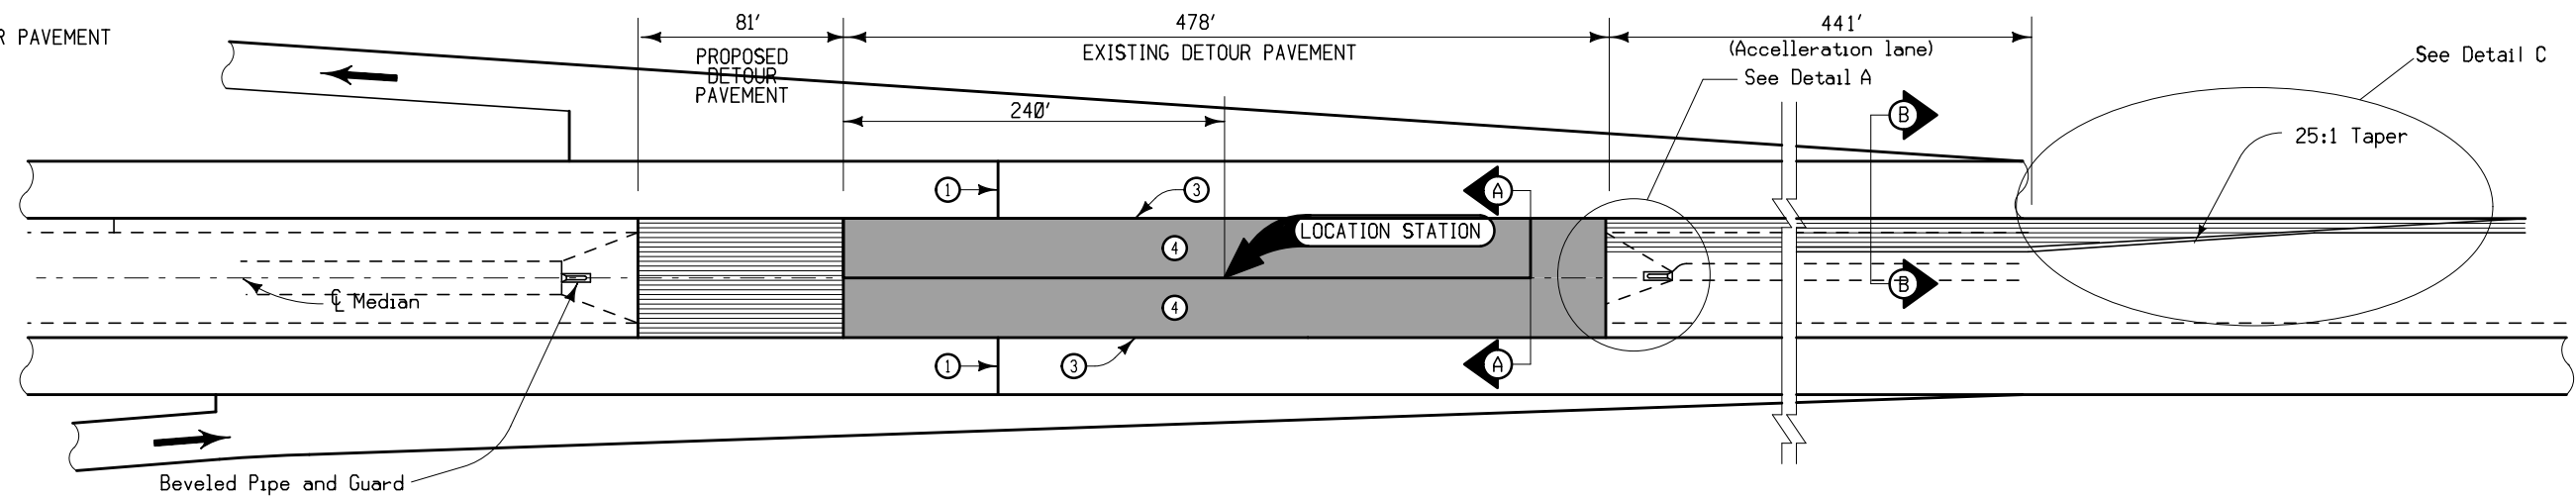 R PAVEMENT
81'
478'
441'
PROPOSED
DETOUR
PAVEMENT
EXISTING DETOUR PAVEMENT
(Accelleration lane)
See Detail A
See Detail C
240'
B
25:1 Taper
1
3
A
LOCATION STATION
4
℄ Median
B
4
1
3
A
Beveled Pipe and Guard